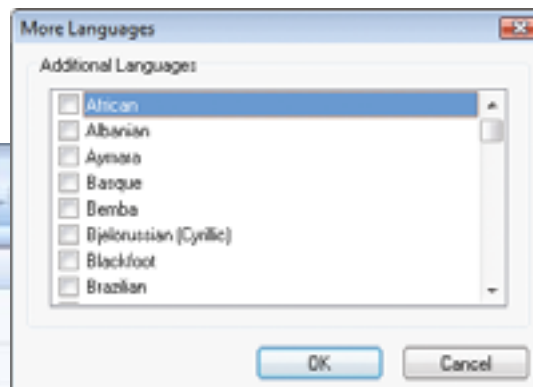 More Languages
Additional Languages
African
Albanian
Aymara
Basque
Bemba
Bjelorussian (Cyrillic)
Blackfoot
Brazilian
OK
Cancel